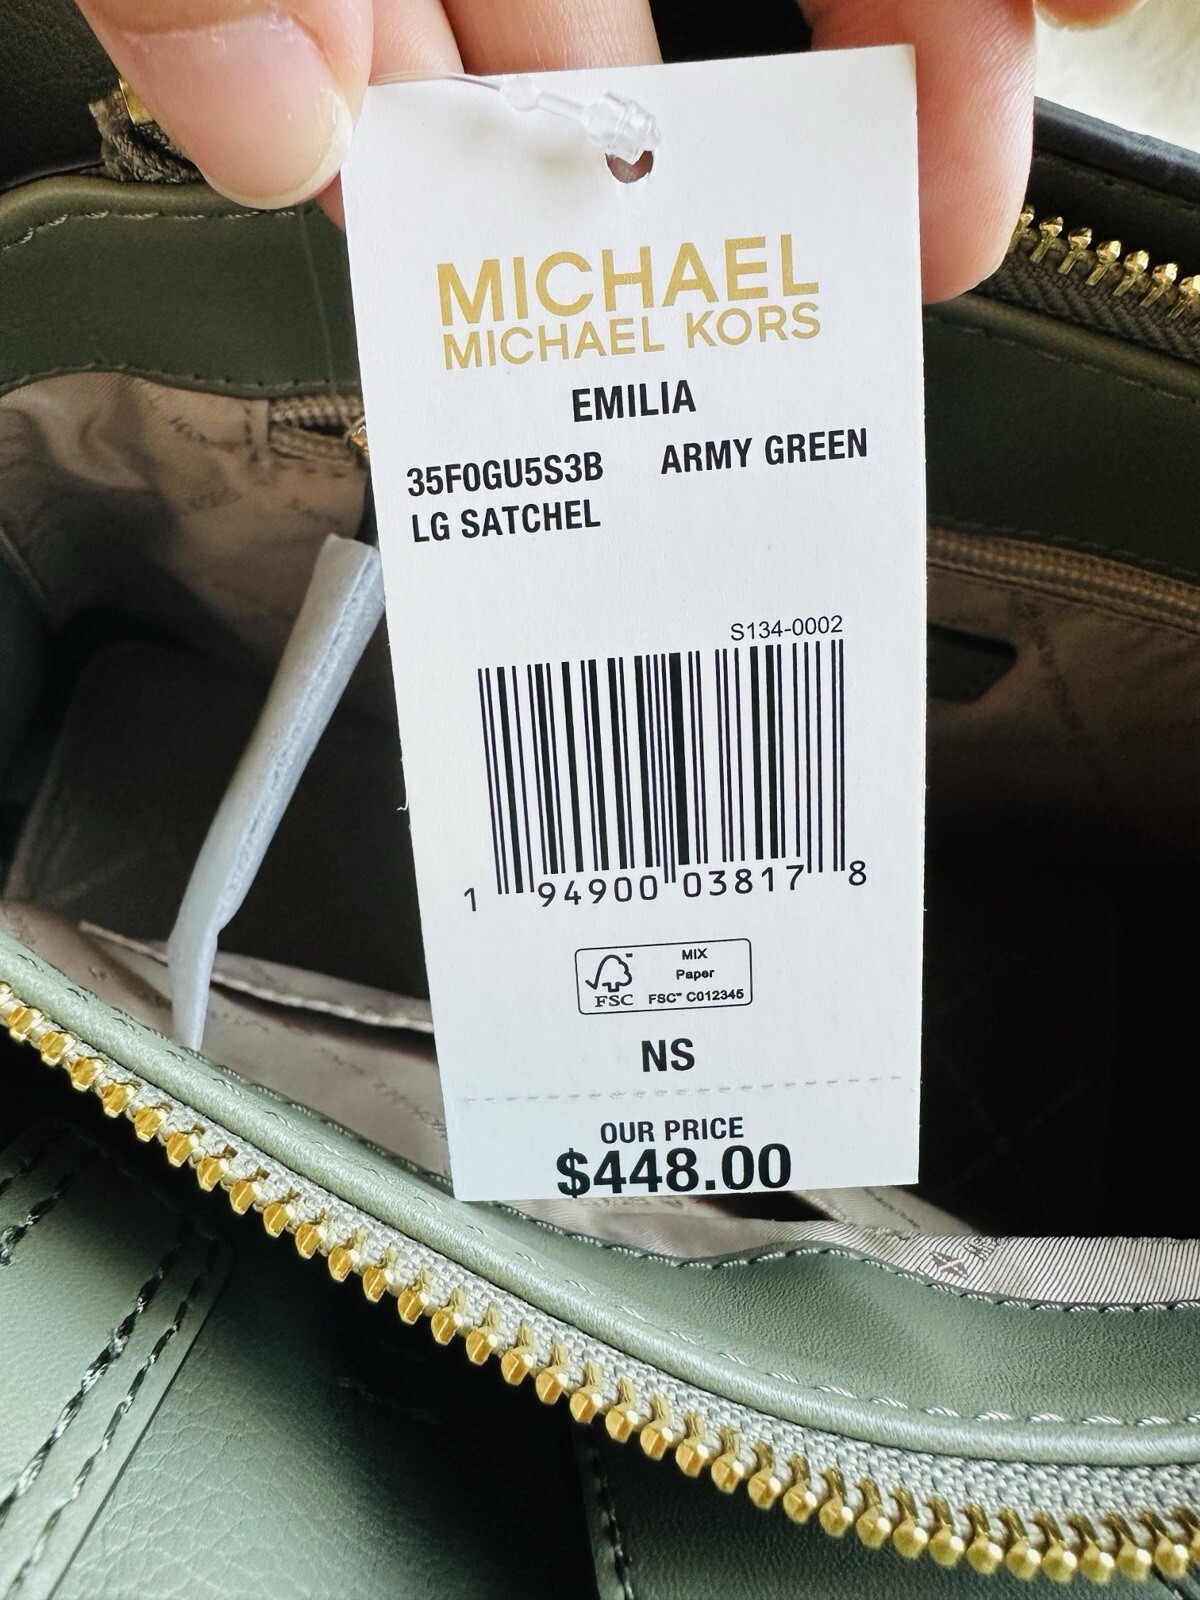 MICHAEL
MICHAEL KORS
EMILIA
35F0GU5S3B ARMY GREEN
LG SATCHEL
S134-0002
1 94900 03817 8
FSC
MIX
Paper
FSC™ C012345
NS
OUR PRICE
$448.00